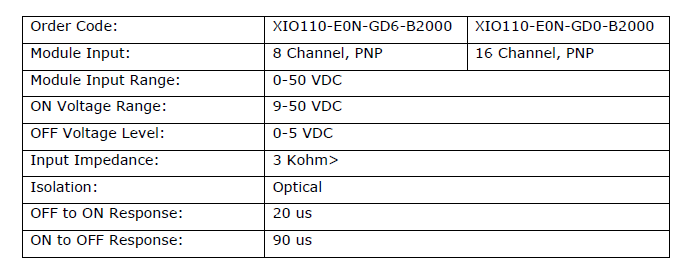 Order Code: XIO110-E0N-GD6-B2000 XIO110-E0N-GD0-B2000
Module Input: 8 Channel, PNP 16 Channel, PNP
Module Input Range: 0-50 VDC
ON Voltage Range: 9-50 VDC
OFF Voltage Level: 0-5 VDC
Input Impedance: 3 Kohm>
Isolation: Optical
OFF to ON Response: 20 us
ON to OFF Response: 90 us